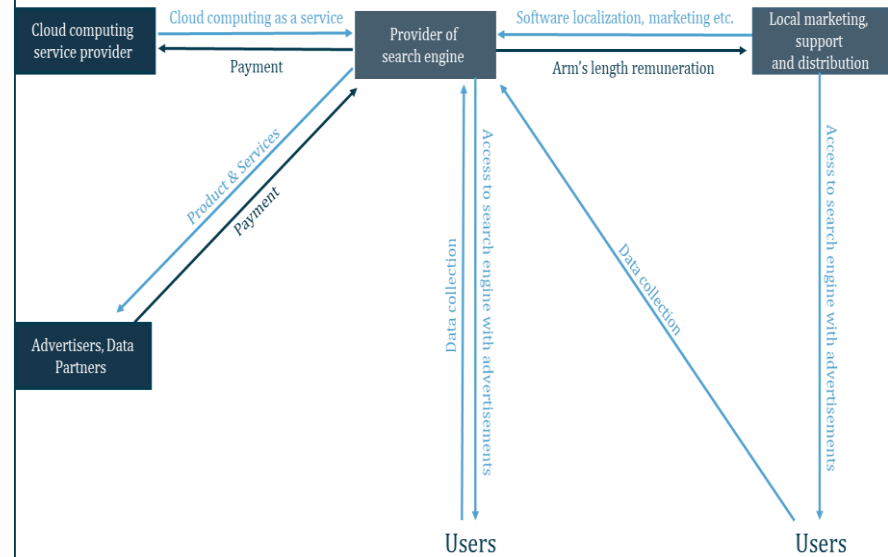 Cloud computing
service provider
Cloud computing as a service
Payment
Provider of
search engine
Software localization, marketing etc.
Arm's length remuneration
Local marketing,
support
and distribution
Product & Services
Payment
Advertisers, Data
Partners
Data collection
Access to search engine with advertisements
Data collection
Access to search engine with advertisements
Users
Users